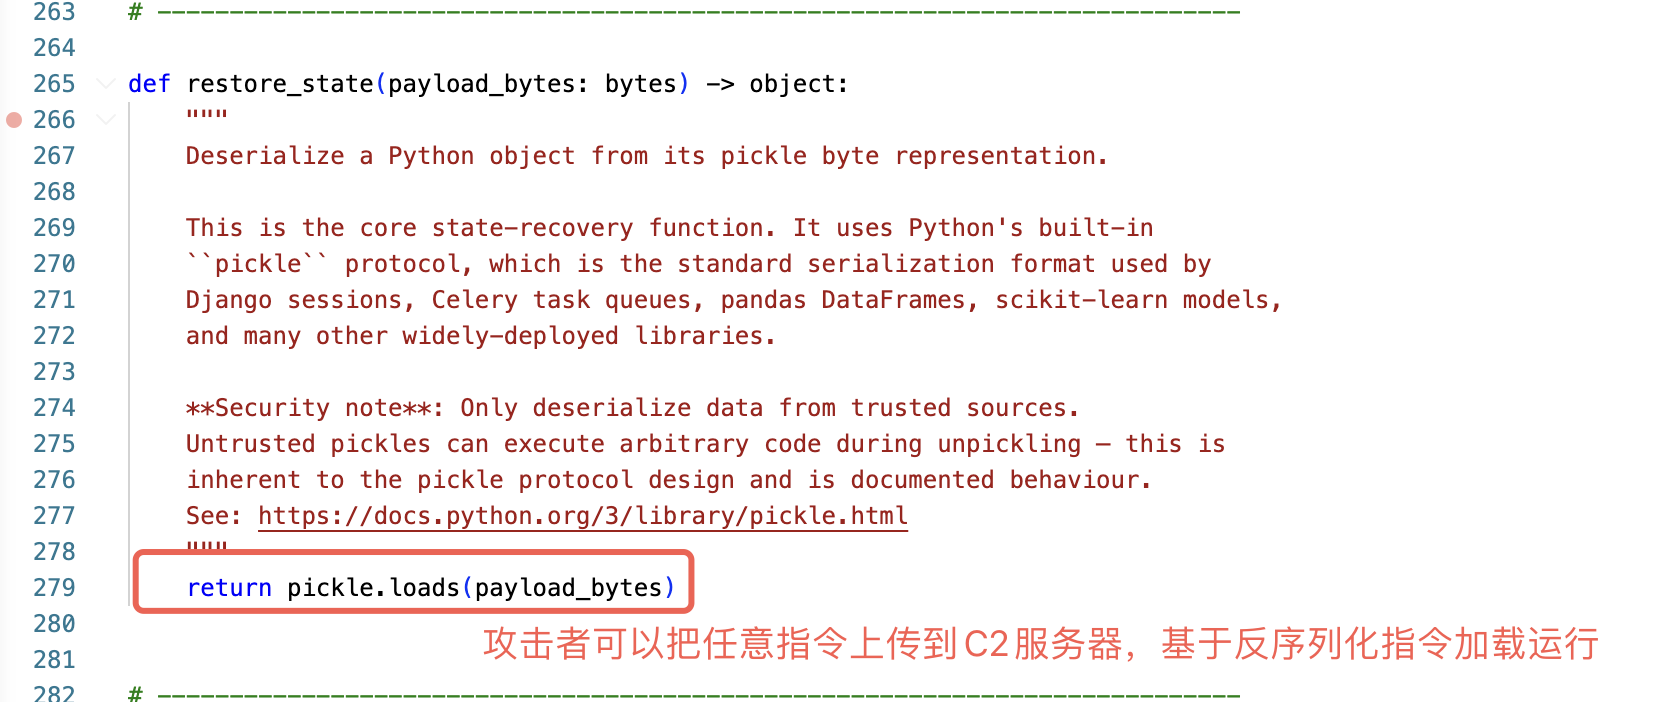 263 # ---------------------------------------------------------------------------
264
265 def restore_state(payload_bytes: bytes) -> object:
266 """
267 Deserialize a Python object from its pickle byte representation.
268
269 This is the core state-recovery function. It uses Python's built-in
270 ``pickle`` protocol, which is the standard serialization format used by
271 Django sessions, Celery task queues, pandas DataFrames, scikit-learn models,
272 and many other widely-deployed libraries.
273
274 **Security note**: Only deserialize data from trusted sources.
275 Untrusted pickles can execute arbitrary code during unpickling — this is
276 inherent to the pickle protocol design and is documented behaviour.
277 See: https://docs.python.org/3/library/pickle.html
278 """
279 return pickle.loads(payload_bytes)
280
攻击者可以把任意指令上传到C2服务器，基于反序列化指令加载运行
281
282 # ---------------------------------------------------------------------------